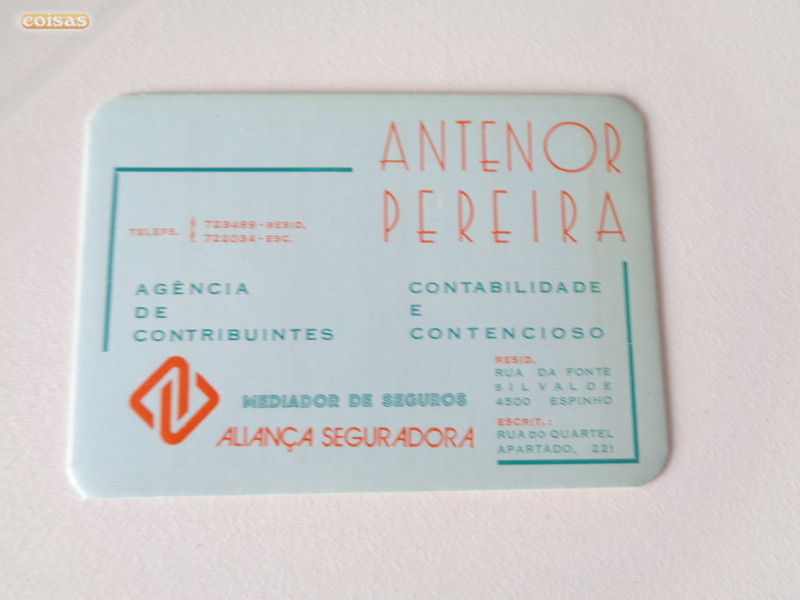 coisas
ANTENOR
PEREIRA
TELEFS. { 723489 - RESID.
722034 - ESC.
AGÊNCIA
DE
CONTRIBUINTES
CONTABILIDADE
E
CONTENCIOSO
MEDIADOR DE SEGUROS
ALIANÇA SEGURADORA
RESID.
RUA DA FONTE
SILVALDE
4500 ESPINHO
ESCRIT.:
RUA DO QUARTEL
APARTADO, 221